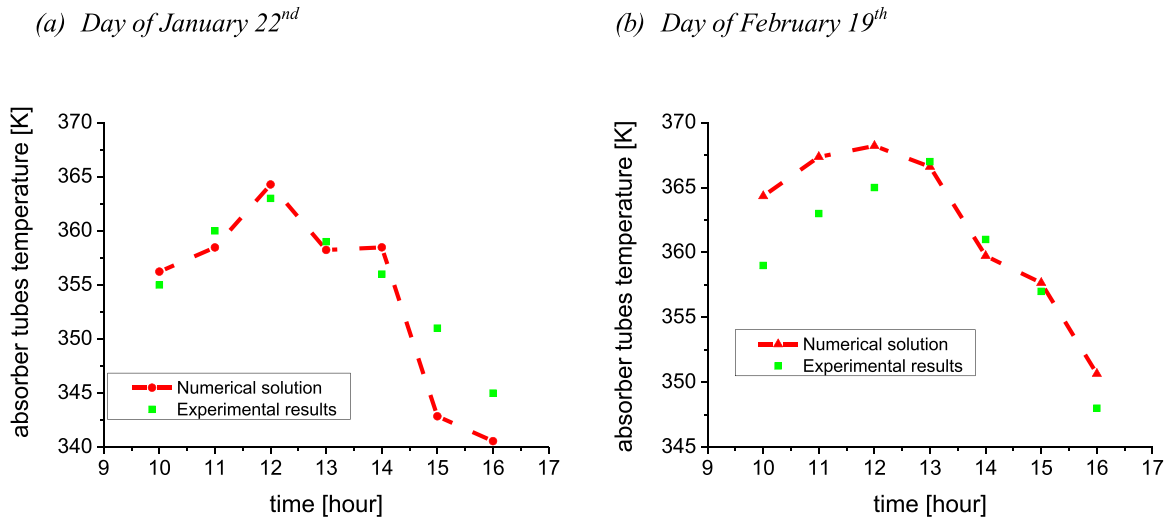 (a) Day of January 22nd
(b) Day of February 19th
absorber tubes temperature [K]
370
365
360
355
350
345
340
Numerical solution
Experimental results
9 10 11 12 13 14 15 16 17
time [hour]
absorber tubes temperature [K]
370
365
360
355
350
345
Numerical solution
Experimental results
9 10 11 12 13 14 15 16 17
time [hour]